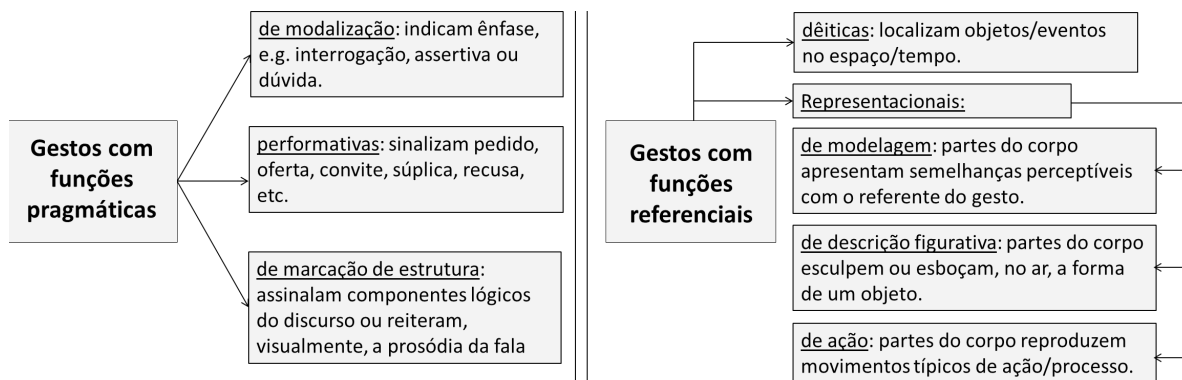 Gestos com
funções
pragmáticas
de modalização: indicam ênfase,
e.g. interrogação, assertiva ou
dúvida.
performativas: sinalizam pedido,
oferta, convite, súplica, recusa,
etc.
de marcação de estrutura:
assinalam componentes lógicos
do discurso ou reiteram,
visualmente, a prosódia da fala
Gestos com
funções
referenciais
dêiticas: localizam objetos/eventos
no espaço/tempo.
Representacionais:
de modelagem: partes do corpo
apresentam semelhanças perceptíveis
com o referente do gesto.
de descrição figurativa: partes do corpo
esculpem ou esboçam, no ar, a forma
de um objeto.
de ação: partes do corpo reproduzem
movimentos típicos de ação/processo.